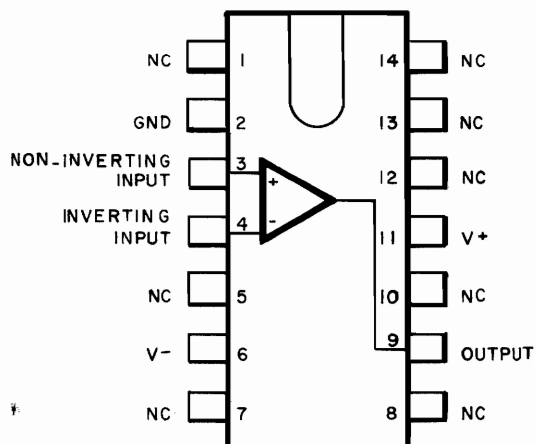 NC 1 14 NC
GND 2 13 NC
NON-INVERTING
INPUT 3 + 12 NC
INVERTING
INPUT 4 - 11 V+
NC 5 10 NC
V- 6 9 OUTPUT
NC 7 8 NC